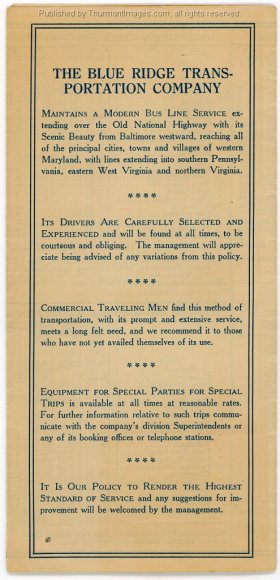 Published by ThurmontImages.com, all rights reserved.
THE BLUE RIDGE TRANS-
PORTATION COMPANY
MAINTAINS A MODERN BUS LINE SERVICE ex-
tending over the Old National Highway with its
Scenic Beauty from Baltimore westward, reaching all
of the principal cities, towns and villages of western
Maryland, with lines extending into southern Pennsyl-
vania, eastern West Virginia and northern Virginia.
****
ITS DRIVERS ARE CAREFULLY SELECTED AND
EXPERIENCED and will be found at all times, to be
courteous and obliging. The management will appre-
ciate being advised of any variations from this policy.
****
COMMERCIAL TRAVELING MEN find this method of
transportation, with its prompt and extensive service,
meets a long felt need, and we recommend it to those
who have not yet availed themselves of its use.
****
EQUIPMENT FOR SPECIAL PARTIES FOR SPECIAL
TRIPS is available at all times at reasonable rates.
For further information relative to such trips commu-
nicate with the company's division Superintendents or
any of its booking offices or telephone stations.
****
IT IS OUR POLICY TO RENDER THE HIGHEST
STANDARD OF SERVICE and any suggestions for im-
provement will be welcomed by the management.